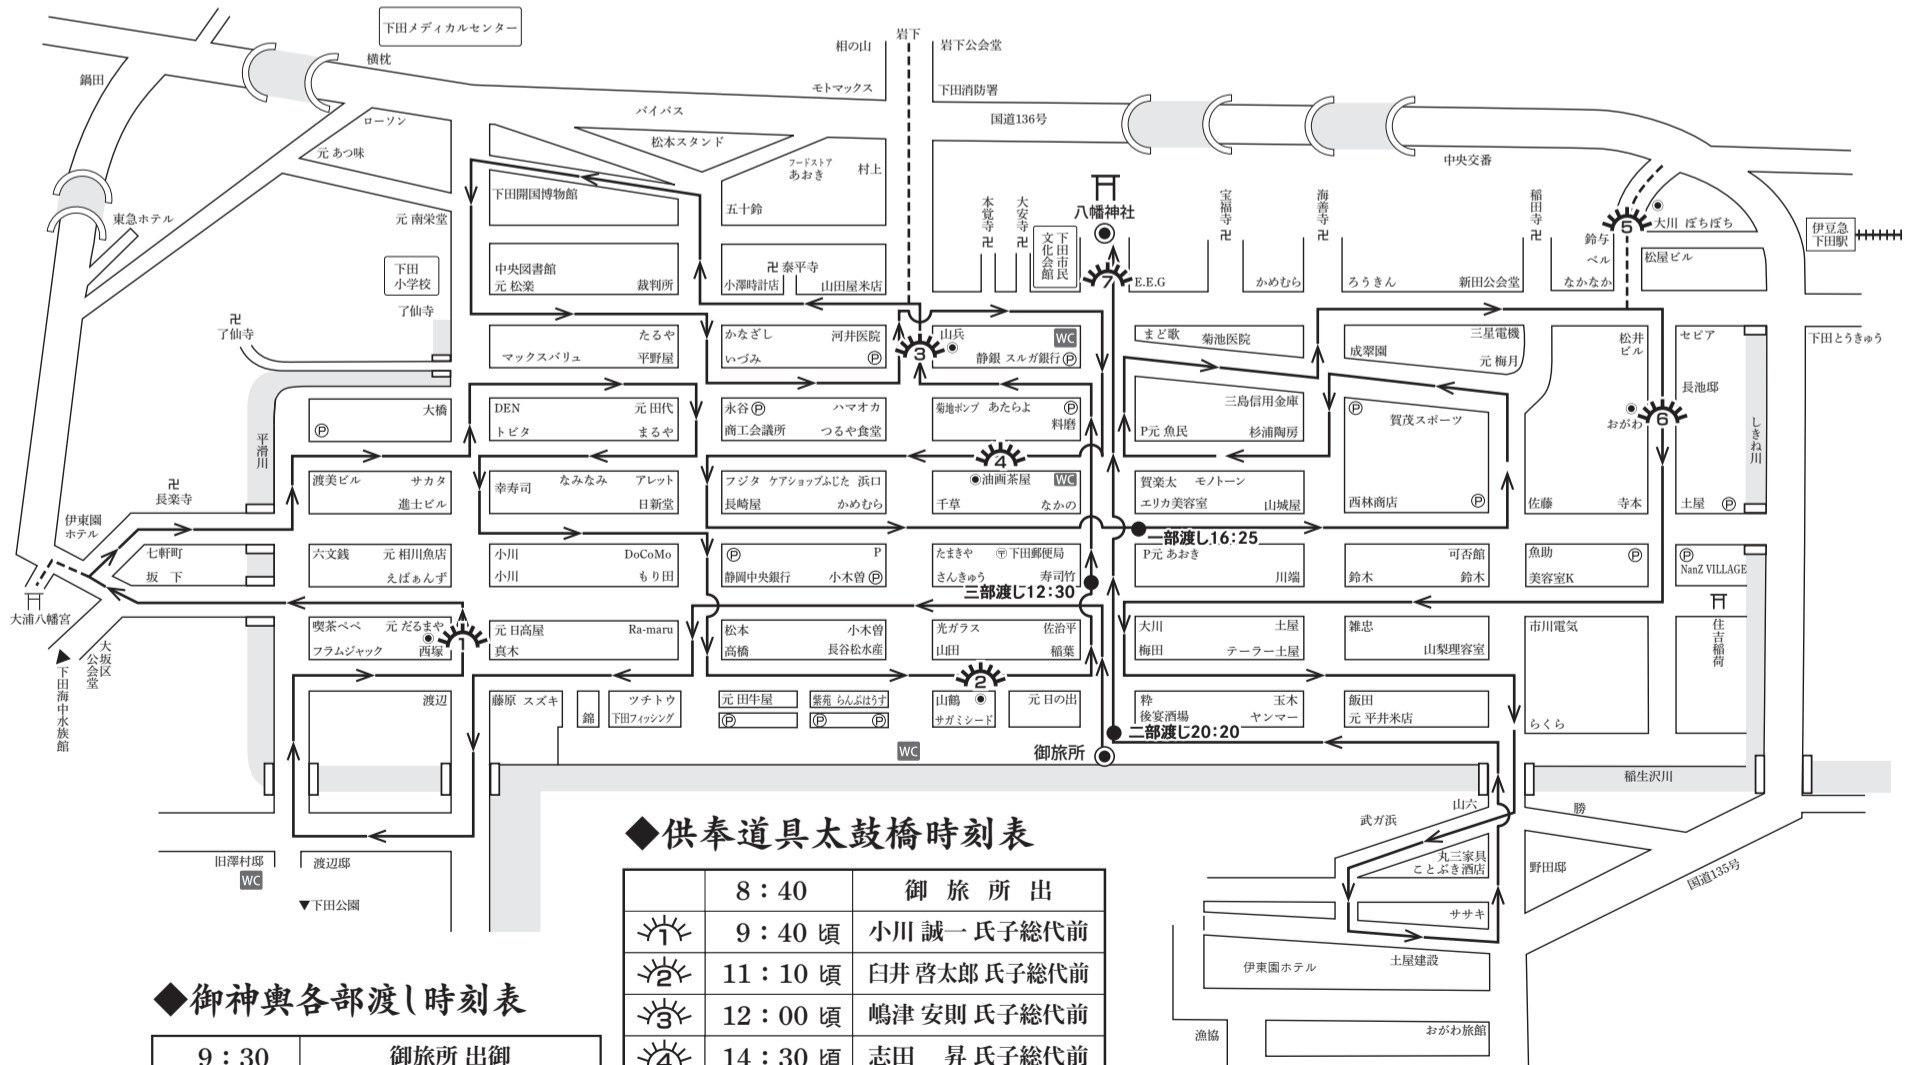 下田メディカルセンター
横枕
鍋田
相の山
岩下
岩下公会堂
モトマックス
下田消防署
バイパス
国道136号
ローソン
元 あつ味
松本スタンド
フードストア
あおき
村上
中央交番
下田開国博物館
五十鈴
東急ホテル
元 南栄堂
本覚寺 卍
大安寺 卍
下田市民
文化会館
八幡神社
宝福寺 卍
海善寺 卍
稲田寺 卍
5
大川 ぽちぽち
鈴与
ベル
なかなか
松屋ビル
伊豆急
下田駅
下田
小学校
了仙寺
中央図書館
元 松楽
裁判所
卍 泰平寺
小澤時計店
山田屋米店
7
E.E.G
かめむら
ろうきん
新田公会堂
卍
了仙寺
たるや
マックスバリュ
平野屋
かなざし
河井医院
いづみ
Ⓟ
3
山兵
WC
静銀 スルガ銀行Ⓟ
まど歌
菊池医院
成翠園
三星電機
元 梅月
松井
ビル
セピア
下田とうきゅう
長池邸
大橋
Ⓟ
DEN
元 田代
トビタ
まるや
永谷Ⓟ
ハマオカ
商工会議所
つるや食堂
菊地ポンプ
あたらよ
Ⓟ
料磨
三島信用金庫
P元 魚民
杉浦陶房
Ⓟ
賀茂スポーツ
おがわ
6
しきね川
平滑川
4
卍
長楽寺
渡美ビル
サカタ
進士ビル
幸寿司
なみなみ
アレット
日新堂
フジタ ケアショップふじた 浜口
長崎屋
かめむら
油画茶屋
WC
千草
なかの
賀楽太
モノトーン
エリカ美容室
山城屋
西林商店
Ⓟ
佐藤
寺本
土屋 Ⓟ
伊東園
ホテル
七軒町
坂 下
六文銭
元 相川魚店
えばぁんず
小川
DoCoMo
小川
もり田
Ⓟ
P
静岡中央銀行
小木曽Ⓟ
たまきや
〒下田郵便局
さんきゅう
寿司竹
三部渡し12:30
一部渡し16:25
P元 あおき
川端
可否館
鈴木
鈴木
魚助
Ⓟ
美容室K
Ⓟ
NanZ VILLAGE
大浦八幡宮
大坂区
公会堂
▲下田海中水族館
喫茶ペペ
元 だるまや
フラムジャック
西塚
1
元 日高屋
Ra-maru
真木
松本
小木曽
高橋
長谷松水産
光ガラス
佐治平
山田
稲葉
大川
土屋
梅田
テーラー土屋
雑忠
山梨理容室
市川電気
住吉稲荷
2
渡辺
藤原
スズキ
錦
ツチトウ
下田フィッシング
元 田牛屋
Ⓟ
紫苑 らんぶはうす
Ⓟ
Ⓟ
山鶴
サガミシード
元 日の出
粋
玉木
後宴酒場
ヤンマー
飯田
元 平井米店
らくら
二部渡し20:20
WC
御旅所
稲生沢川
山六
勝
武ガ浜
丸三家具
ことぶき酒店
野田邸
国道135号
ササキ
土屋建設
伊東園ホテル
おがわ旅館
漁協
旧澤村邸
WC
渡辺邸
▼下田公園
◆供奉道具太鼓橋時刻表
8：40 御旅所出
1 9：40 頃 小川 誠一 氏子総代前
2 11：10 頃 臼井 啓太郎 氏子総代前
3 12：00 頃 嶋津 安則 氏子総代前
4 14：30 頃 志田 昇 氏子総代前
◆御神輿各部渡し時刻表
9：30 御旅所 出御